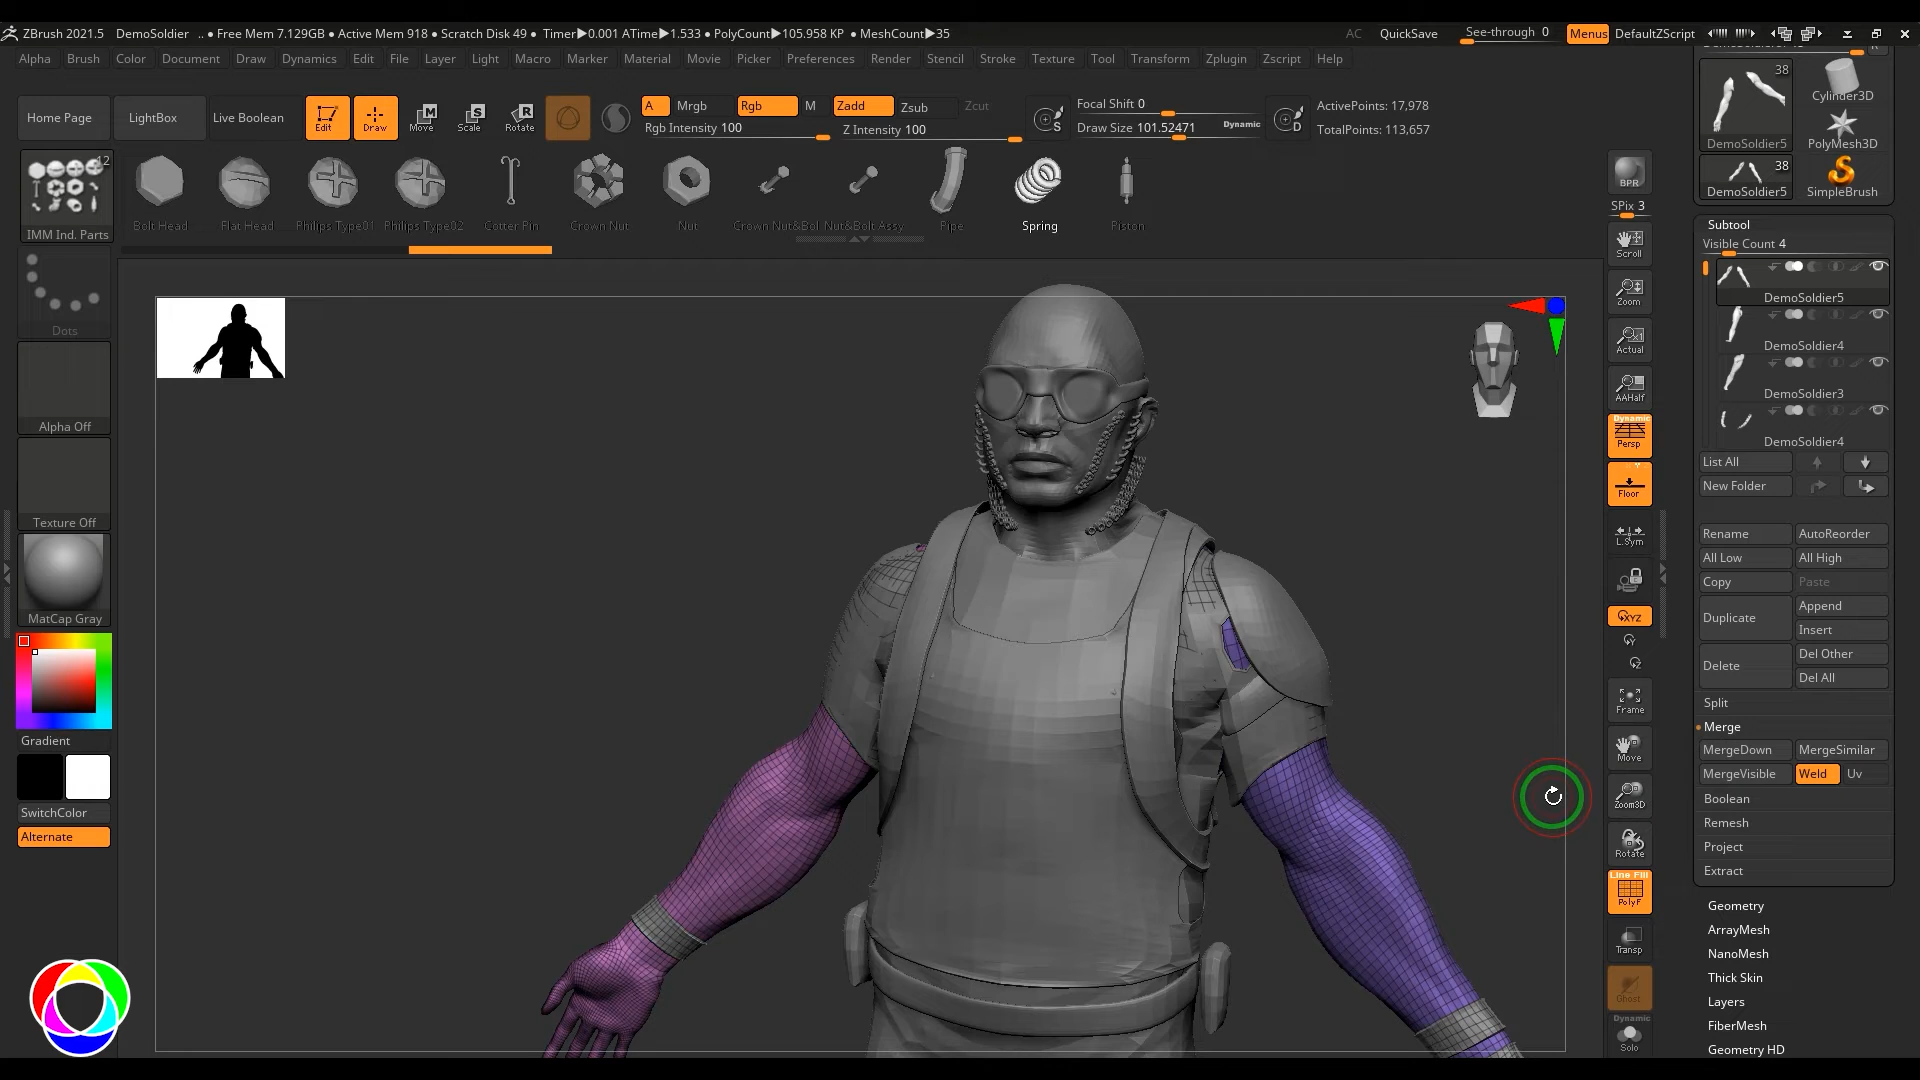 ZBrush 2021.5 DemoSoldier .. ● Free Mem 7.129GB ● Active Mem 918 ● Scratch Disk 49 ● Timer▶0.001 ATime▶1.533 ● PolyCount▶105.958 KP ● MeshCount▶35 AC QuickSave See-through 0 Menus DefaultZScript
Alpha Brush Color Document Draw Dynamics Edit File Layer Light Macro Marker Material Movie Picker Preferences Render Stencil Stroke Texture Tool Transform Zplugin Zscript Help
Home Page LightBox Live Boolean Edit Draw Move Scale Rotate
A Mrgb Rgb M Zadd Zsub Zcut
Rgb Intensity 100 Z Intensity 100
S Focal Shift 0
Draw Size 101.52471 Dynamic D
ActivePoints: 17,978
TotalPoints: 113,657
12
IMM Ind. Parts
Bolt Head Flat Head Philips Type01 Philips Type02 Cotter Pin Crown Nut Nut Crown Nut&Bol Nut&Bolt Assy Pipe Spring Piston
Dots
Alpha Off
Texture Off
MatCap Gray
Gradient
SwitchColor
Alternate
BPR
SPix 3
Scroll
Zoom
Actual
AAHalf
Dynamic
Persp
Floor
L.Sym
XYZ
Y
Z
Frame
Move
Zoom3D
Rotate
Line Fill
PolyF
Transp
Ghost
Dynamic
Solo
38
DemoSoldier5
Cylinder3D
PolyMesh3D
38
DemoSoldier5
SimpleBrush
Subtool
Visible Count 4
DemoSoldier5
DemoSoldier4
DemoSoldier3
DemoSoldier4
List All
New Folder
Rename AutoReorder
All Low All High
Copy Paste
Duplicate Append
Insert
Delete Del Other
Del All
Split
Merge
MergeDown MergeSimilar
MergeVisible Weld Uv
Boolean
Remesh
Project
Extract
Geometry
ArrayMesh
NanoMesh
Thick Skin
Layers
FiberMesh
Geometry HD